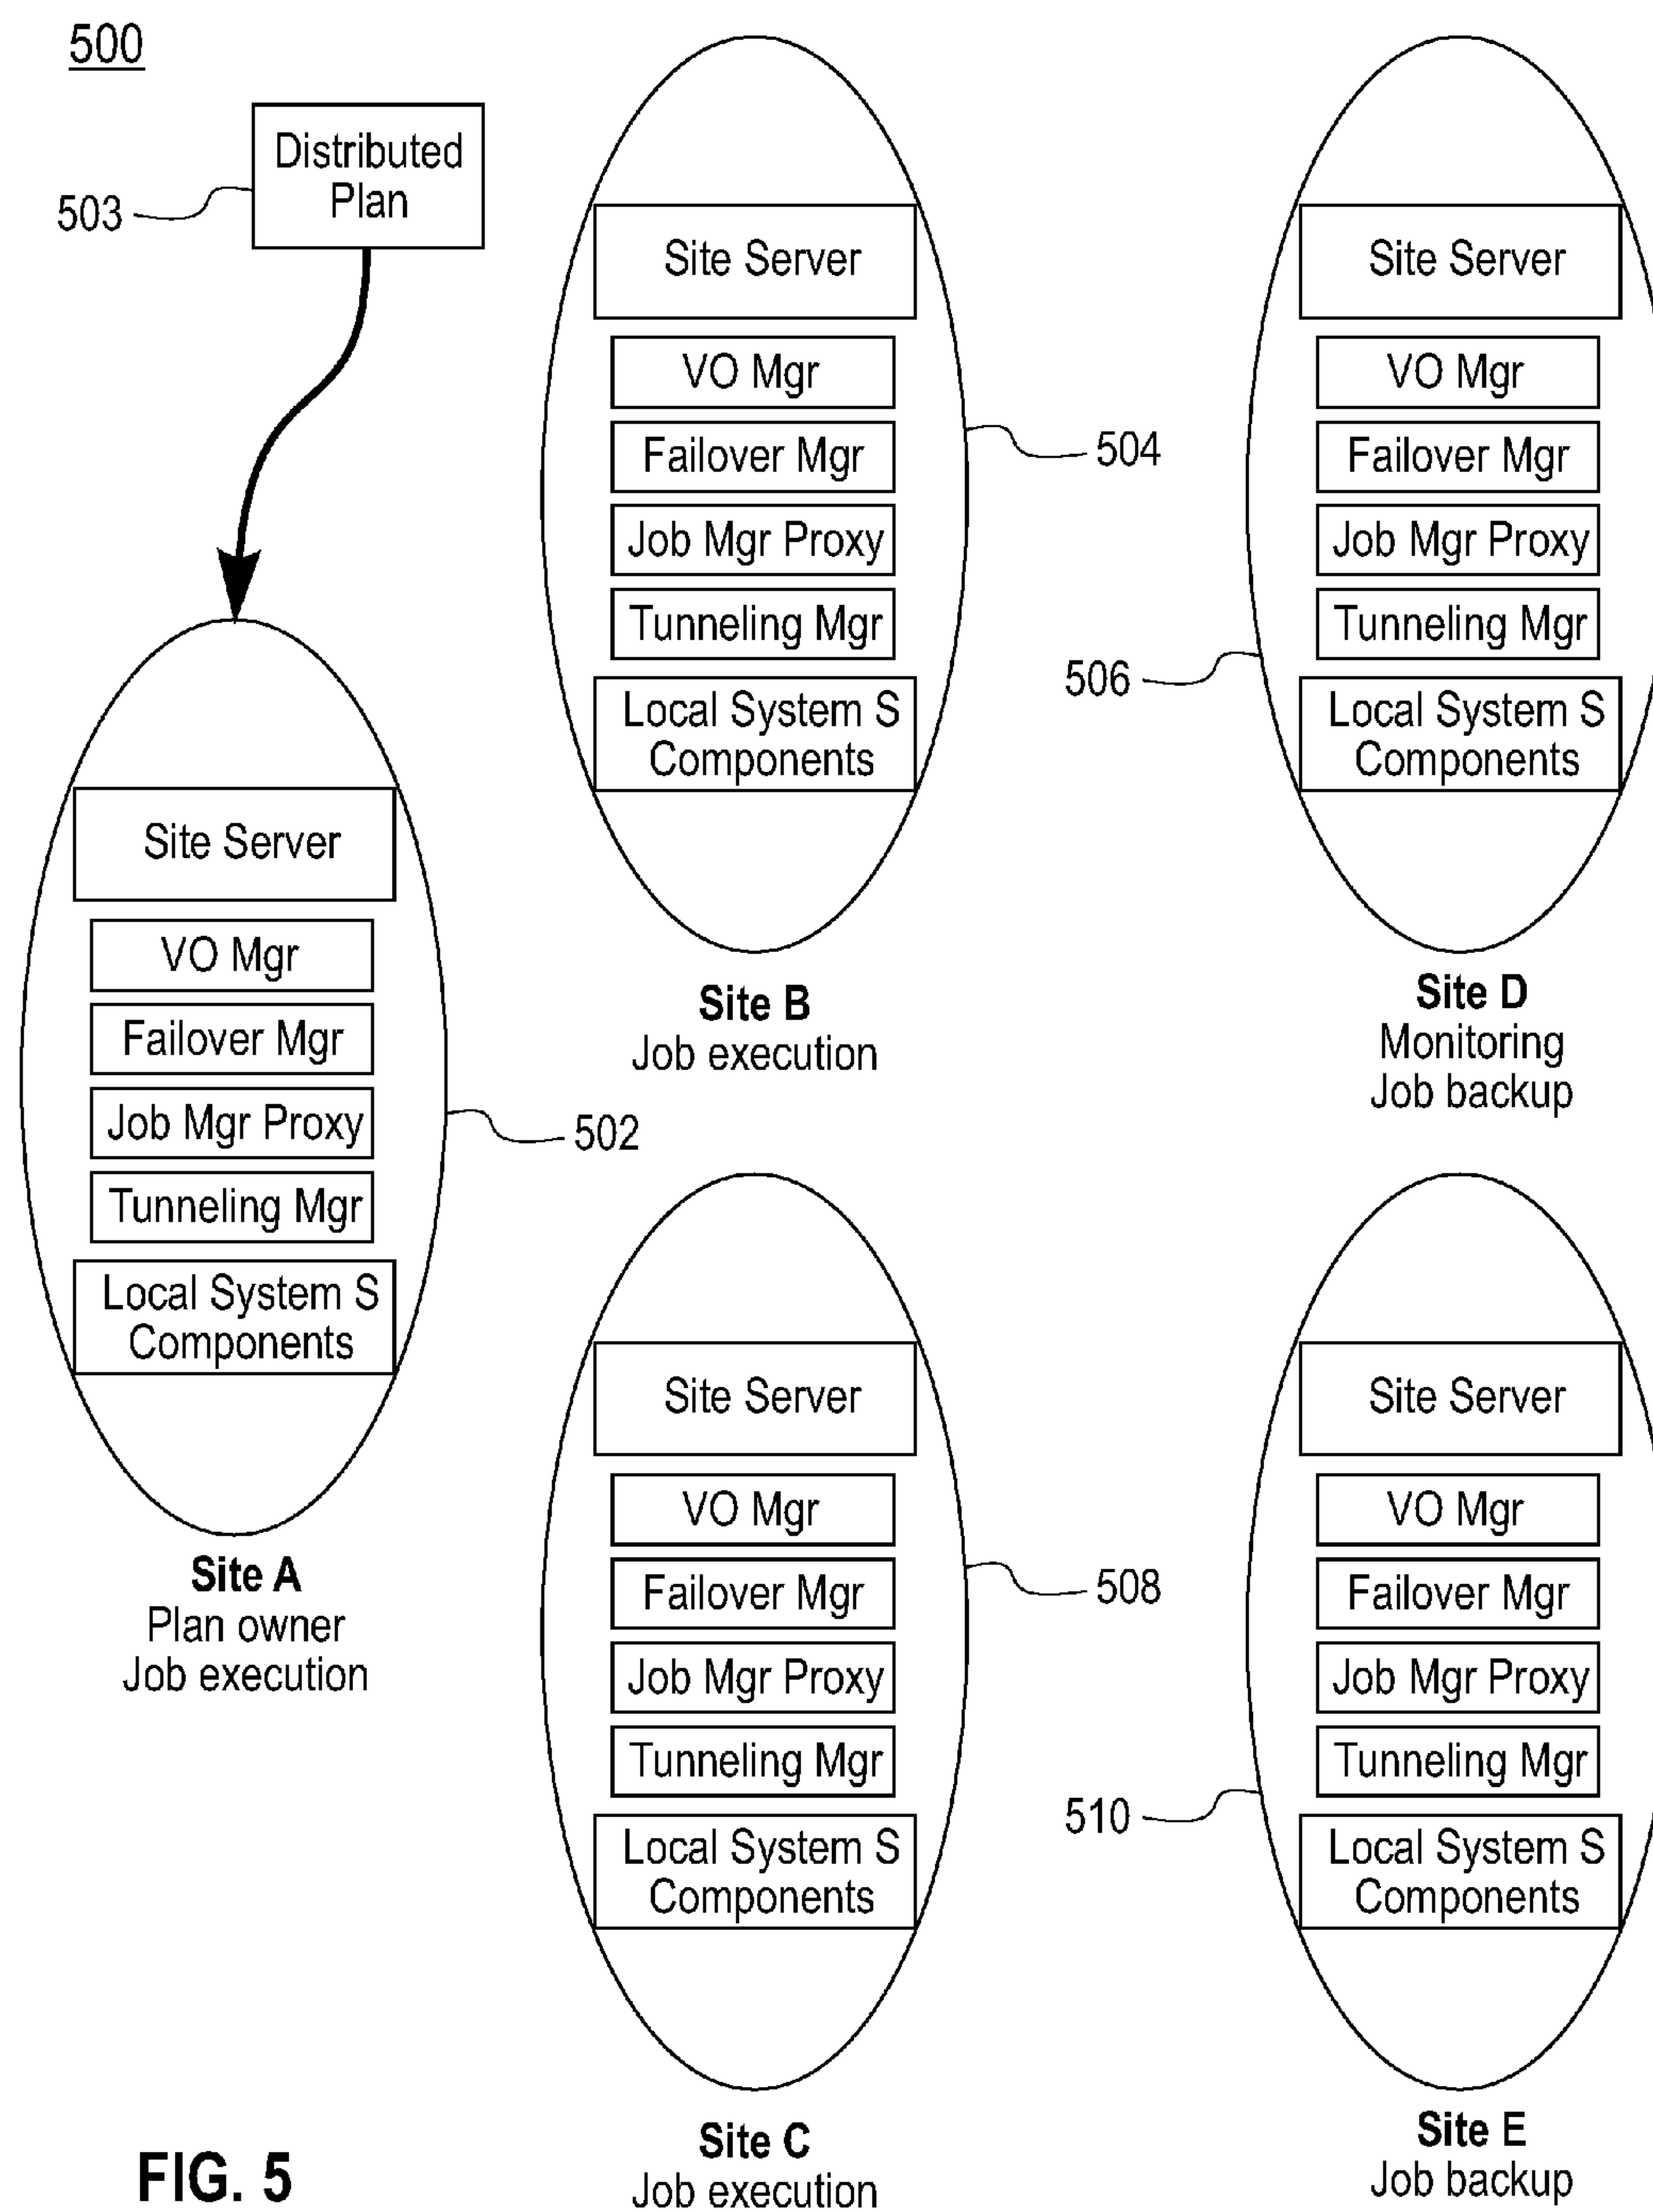 500
Distributed
Plan
503
Site Server
VO Mgr
Failover Mgr
Job Mgr Proxy
Tunneling Mgr
Local System S
Components
502
Site A
Plan owner
Job execution
Site Server
VO Mgr
Failover Mgr
Job Mgr Proxy
Tunneling Mgr
Local System S
Components
504
Site B
Job execution
Site Server
VO Mgr
Failover Mgr
Job Mgr Proxy
Tunneling Mgr
Local System S
Components
506
Site D
Monitoring
Job backup
Site Server
VO Mgr
Failover Mgr
Job Mgr Proxy
Tunneling Mgr
Local System S
Components
508
Site C
Job execution
Site Server
VO Mgr
Failover Mgr
Job Mgr Proxy
Tunneling Mgr
Local System S
Components
510
Site E
Job backup
FIG. 5